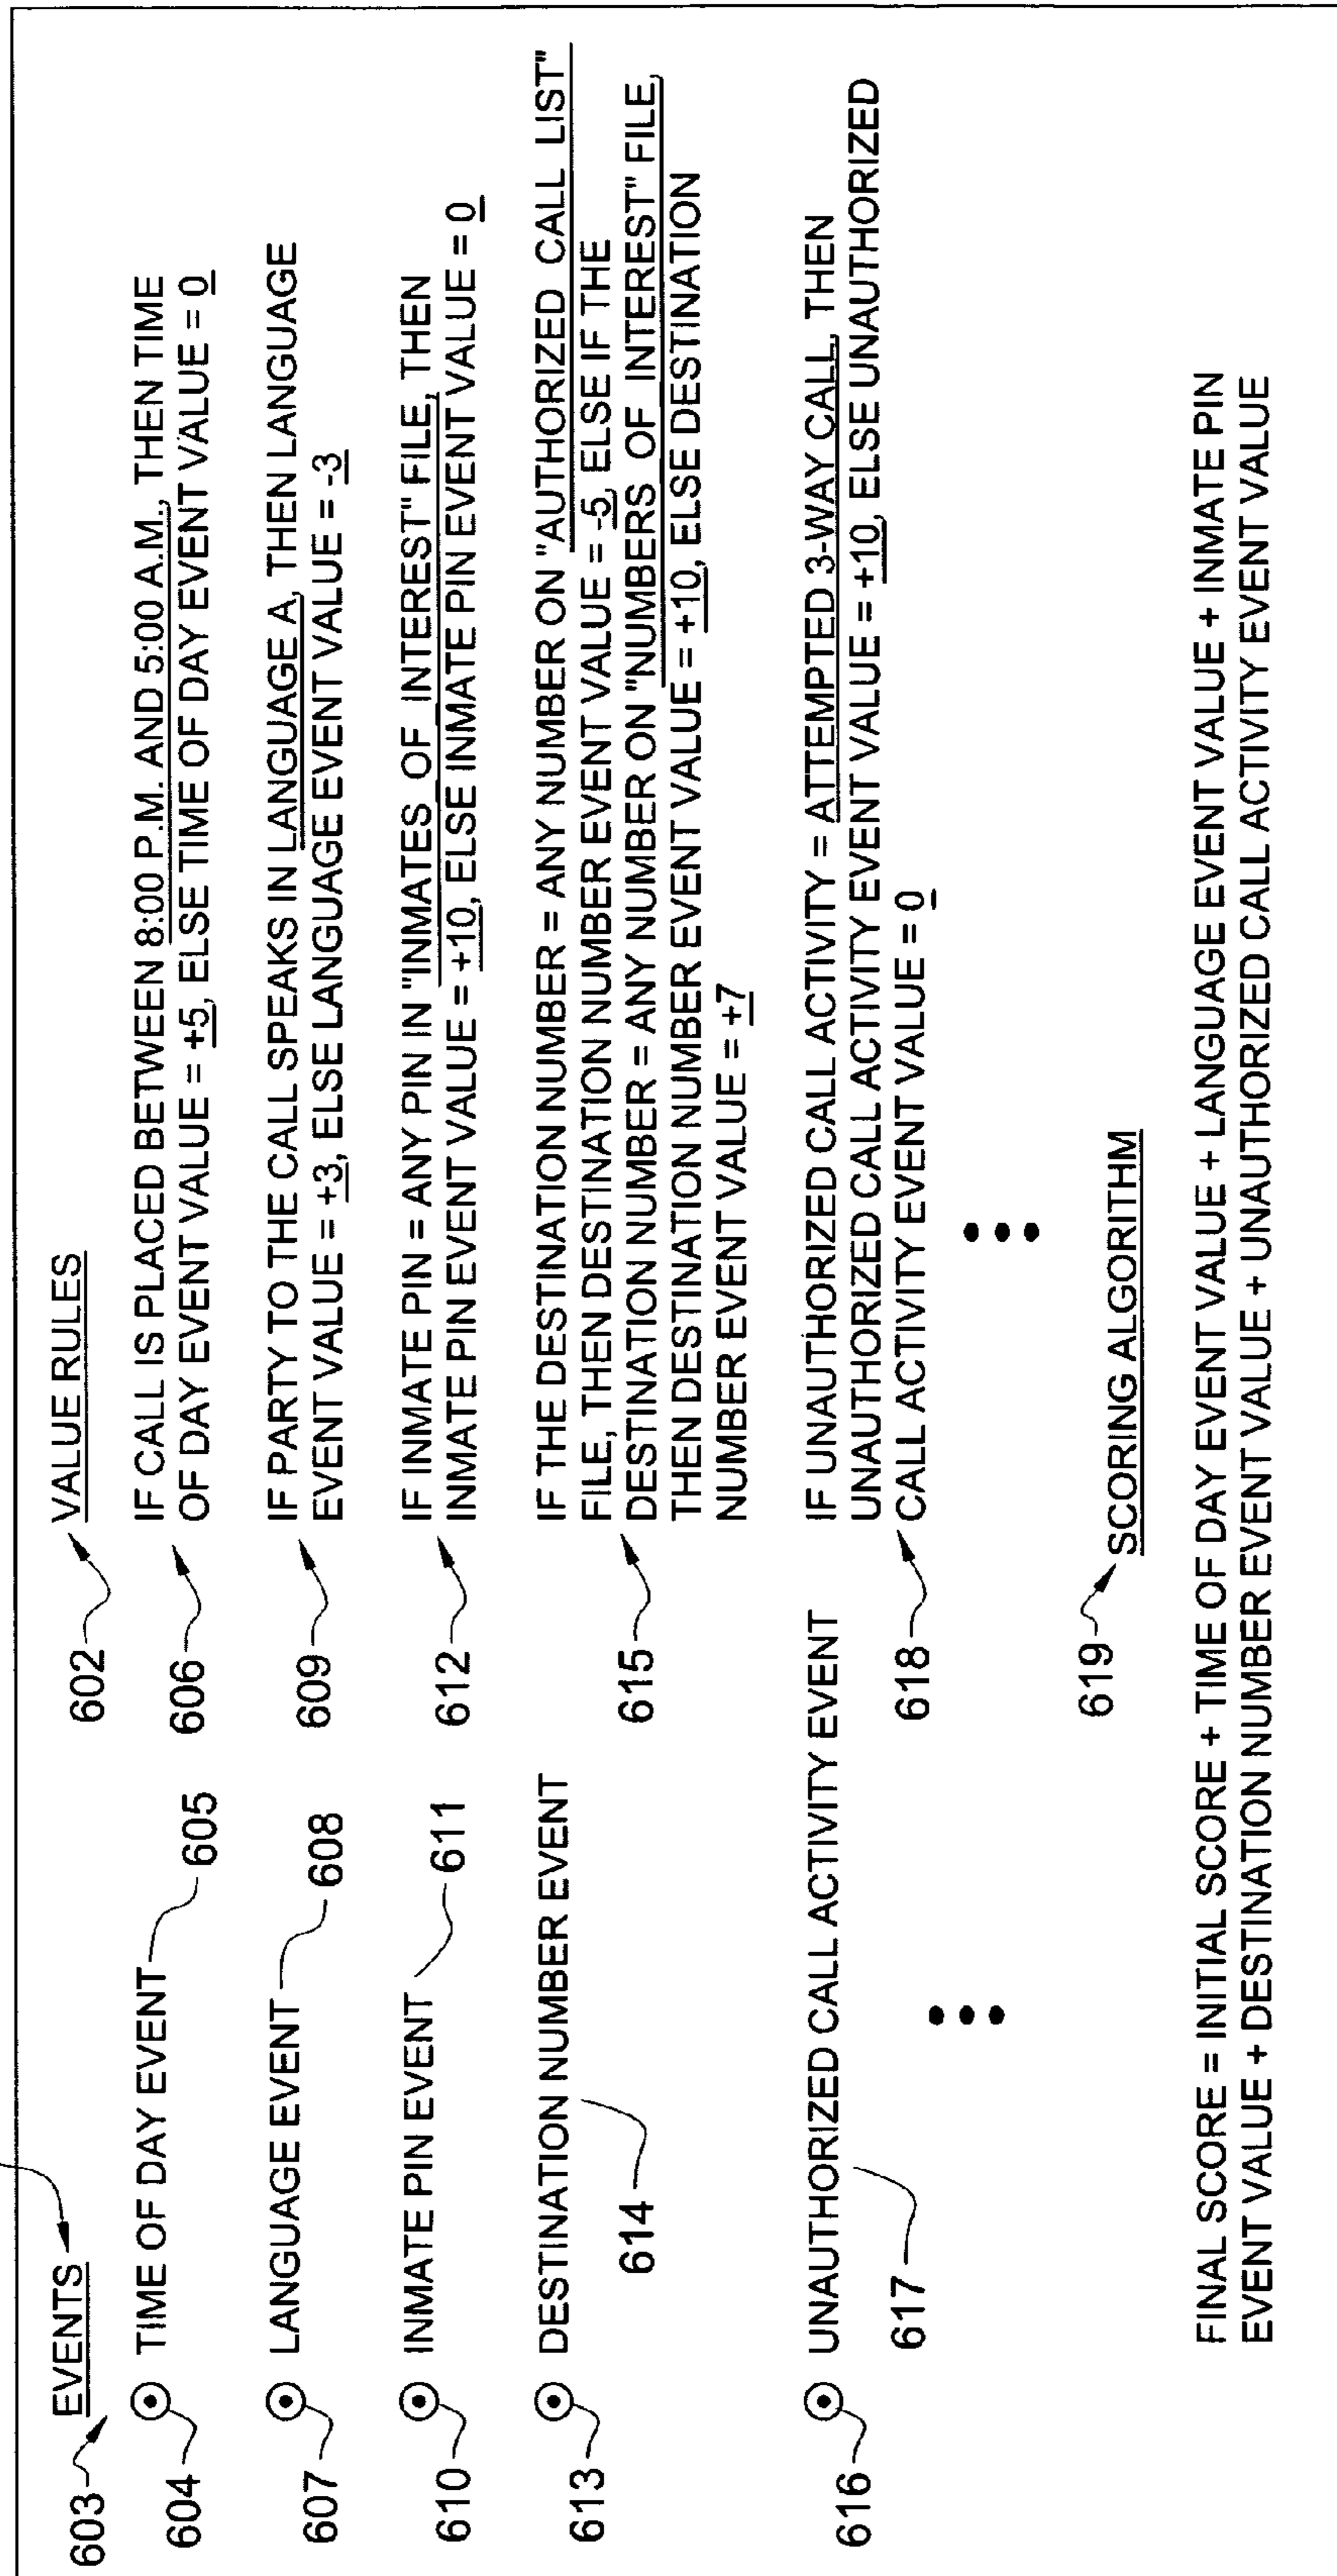 603
EVENTS
602
VALUE RULES
604
TIME OF DAY EVENT
605
606
IF CALL IS PLACED BETWEEN 8:00 P.M. AND 5:00 A.M., THEN TIME
OF DAY EVENT VALUE = +5, ELSE TIME OF DAY EVENT VALUE = 0
607
LANGUAGE EVENT
608
609
IF PARTY TO THE CALL SPEAKS IN LANGUAGE A, THEN LANGUAGE
EVENT VALUE = +3, ELSE LANGUAGE EVENT VALUE = -3
610
INMATE PIN EVENT
611
612
IF INMATE PIN = ANY PIN IN "INMATES OF INTEREST" FILE, THEN
INMATE PIN EVENT VALUE = +10, ELSE INMATE PIN EVENT VALUE = 0
613
DESTINATION NUMBER EVENT
614
615
IF THE DESTINATION NUMBER = ANY NUMBER ON "AUTHORIZED CALL LIST"
FILE, THEN DESTINATION NUMBER EVENT VALUE = -5, ELSE IF THE
DESTINATION NUMBER = ANY NUMBER ON "NUMBERS OF INTEREST" FILE,
THEN DESTINATION NUMBER EVENT VALUE = +10, ELSE DESTINATION
NUMBER EVENT VALUE = +7
616
UNAUTHORIZED CALL ACTIVITY EVENT
617
618
IF UNAUTHORIZED CALL ACTIVITY = ATTEMPTED 3-WAY CALL, THEN
UNAUTHORIZED CALL ACTIVITY EVENT VALUE = +10, ELSE UNAUTHORIZED
CALL ACTIVITY EVENT VALUE = 0
619
SCORING ALGORITHM
FINAL SCORE = INITIAL SCORE + TIME OF DAY EVENT VALUE + LANGUAGE EVENT VALUE + INMATE PIN
EVENT VALUE + DESTINATION NUMBER EVENT VALUE + UNAUTHORIZED CALL ACTIVITY EVENT VALUE